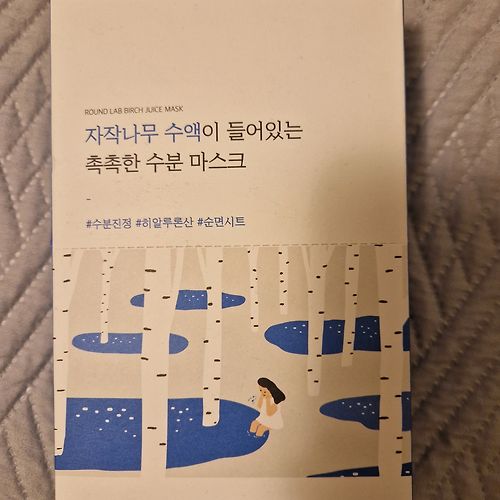 ROUND LAB BIRCH JUICE MASK
자작나무 수액이 들어있는
촉촉한 수분 마스크
-
#수분진정 #히알루론산 #순면시트